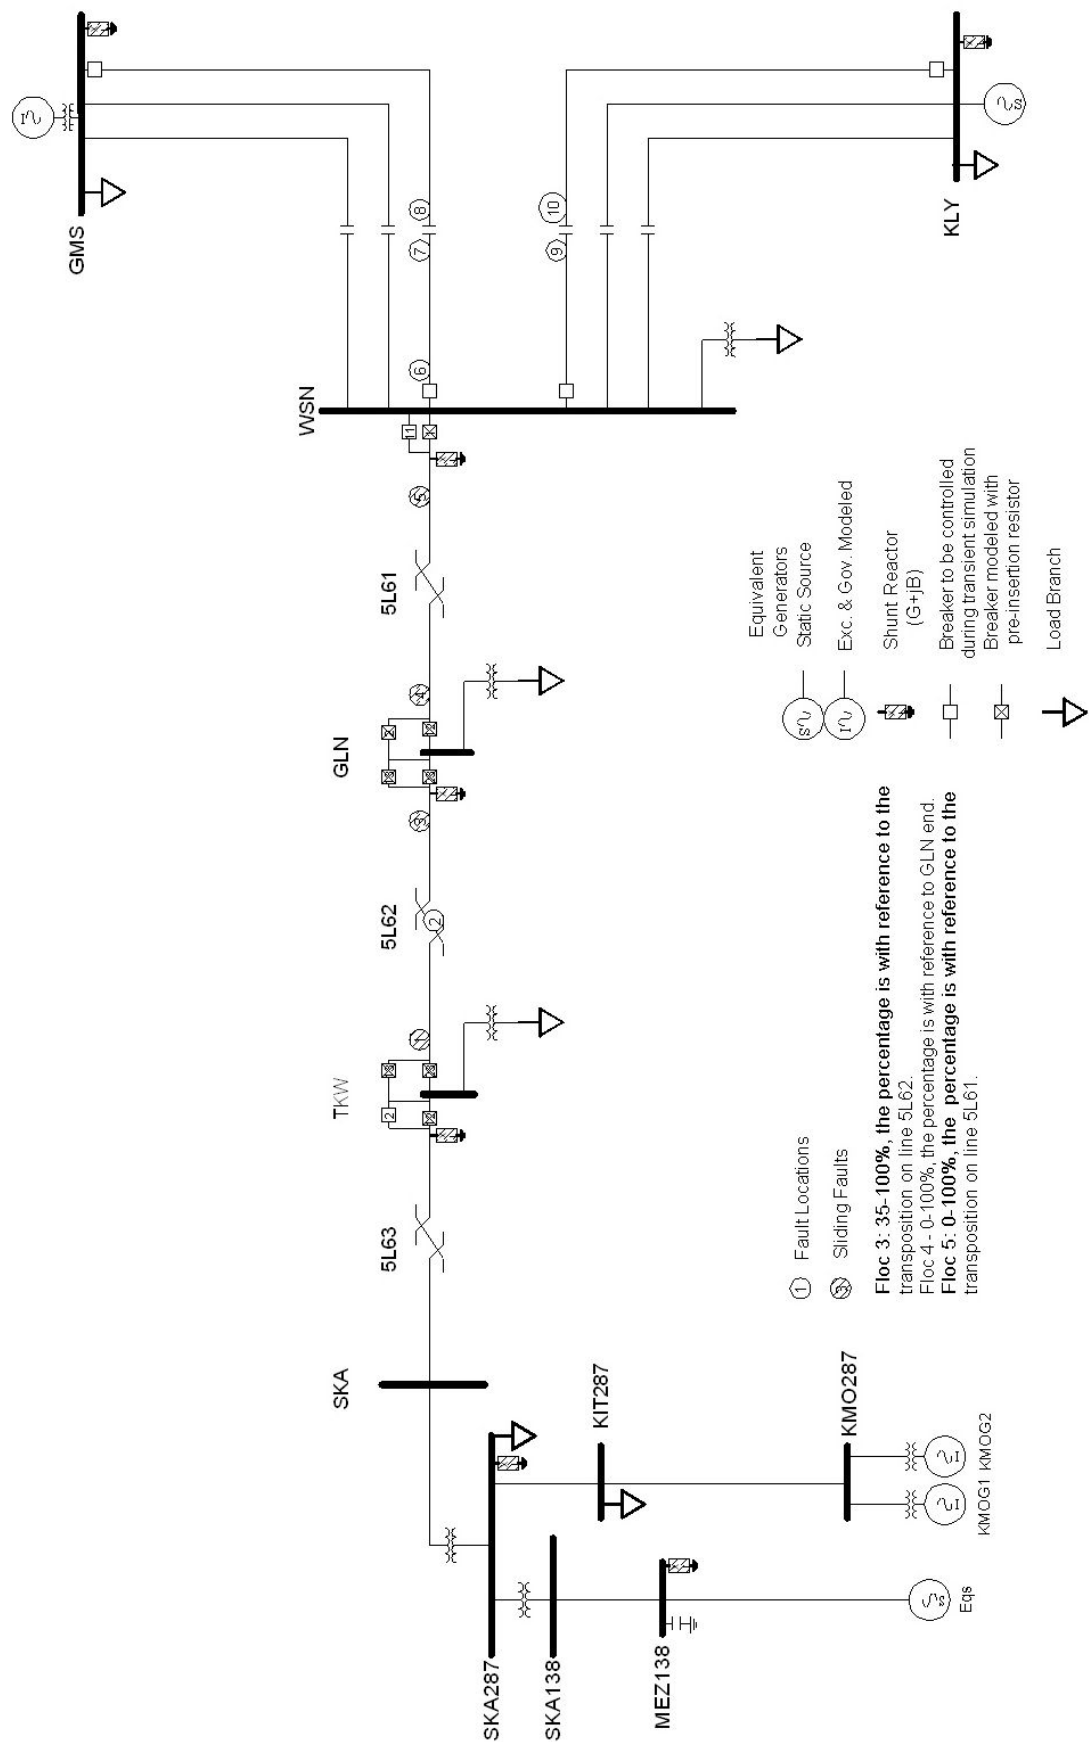 GMS
KLY
WSN
8
7
6
10
9
11
5
5L61
4
GLN
2
3
5L62
2
1
TKW
2
5L63
SKA
SKA287
SKA138
MEZ138
KIT287
KMO287
KMOG1 KMOG2
Eqs
1 Fault Locations
3 Sliding Faults
Floc 3: 35-100%, the percentage is with reference to the
transposition on line 5L62.
Floc 4 - 0-100%, the percentage is with reference to GLN end.
Floc 5: 0-100%, the percentage is with reference to the
transposition on line 5L61.
Equivalent
Generators
S Static Source
I Exc. & Gov. Modeled
Shunt Reactor
(G+jB)
Breaker to be controlled
during transient simulation
Breaker modeled with
pre-insertion resistor
Load Branch